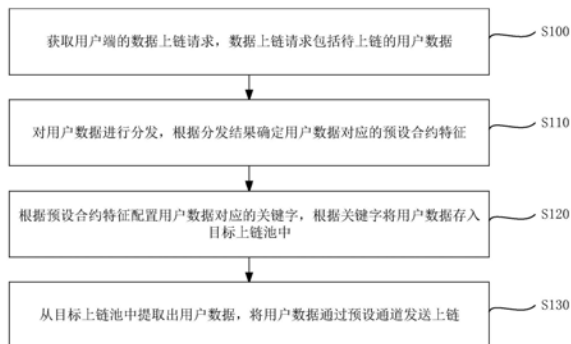 获取用户端的数据上链请求，数据上链请求包括待上链的用户数据
S100
对用户数据进行分发，根据分发结果确定用户数据对应的预设合约特征
S110
根据预设合约特征配置用户数据对应的关键字，根据关键字将用户数据存入
目标上链池中
S120
从目标上链池中提取出用户数据，将用户数据通过预设通道发送上链
S130